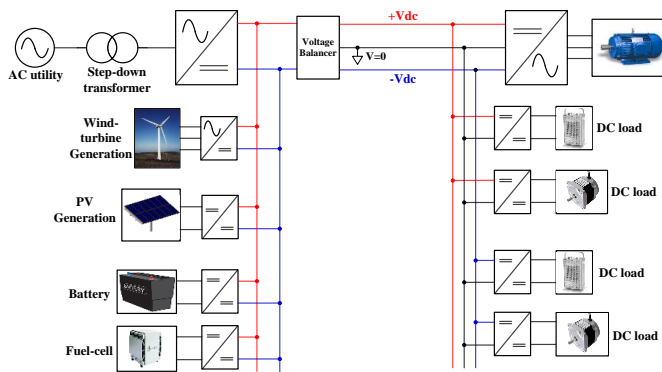 +Vdc
Voltage
Balancer
V=0
-Vdc
AC utility
Step-down
transformer
Wind-
turbine
Generation
DC load
PV
Generation
DC load
Battery
DC load
Fuel-cell
DC load